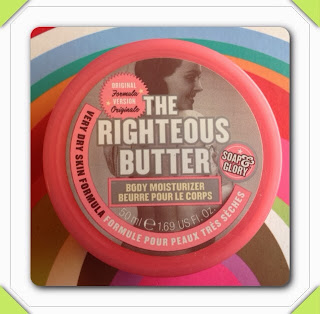 ORIGINAL
Formula
VERSION
Originale
THE
RIGHTEOUS
BUTTER
SOAP&
GLORY
BODY MOISTURIZER
BEURRE POUR LE CORPS
50 ml e 1.69 US FL. OZ.
VERY DRY SKIN FORMULA
FORMULE POUR PEAUX TRÈS SÈCHES